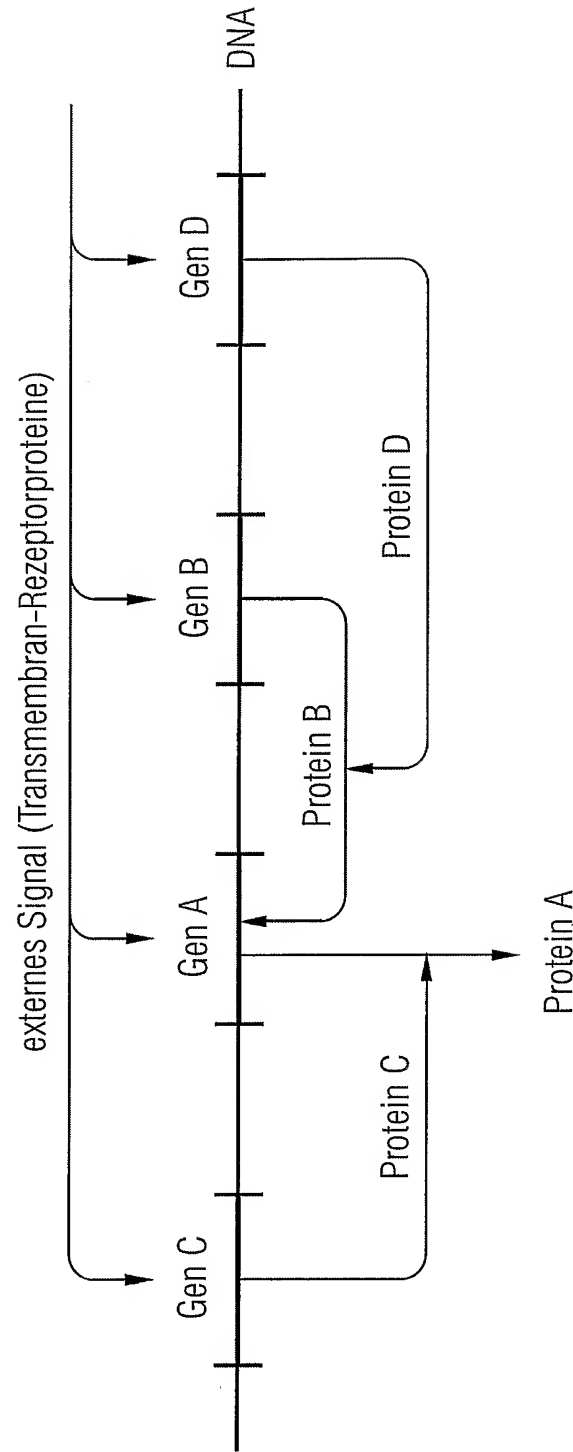 externes Signal (Transmembran-Rezeptorproteine)
Gen C
Gen A
Gen B
Gen D
DNA
Protein C
Protein B
Protein D
Protein A